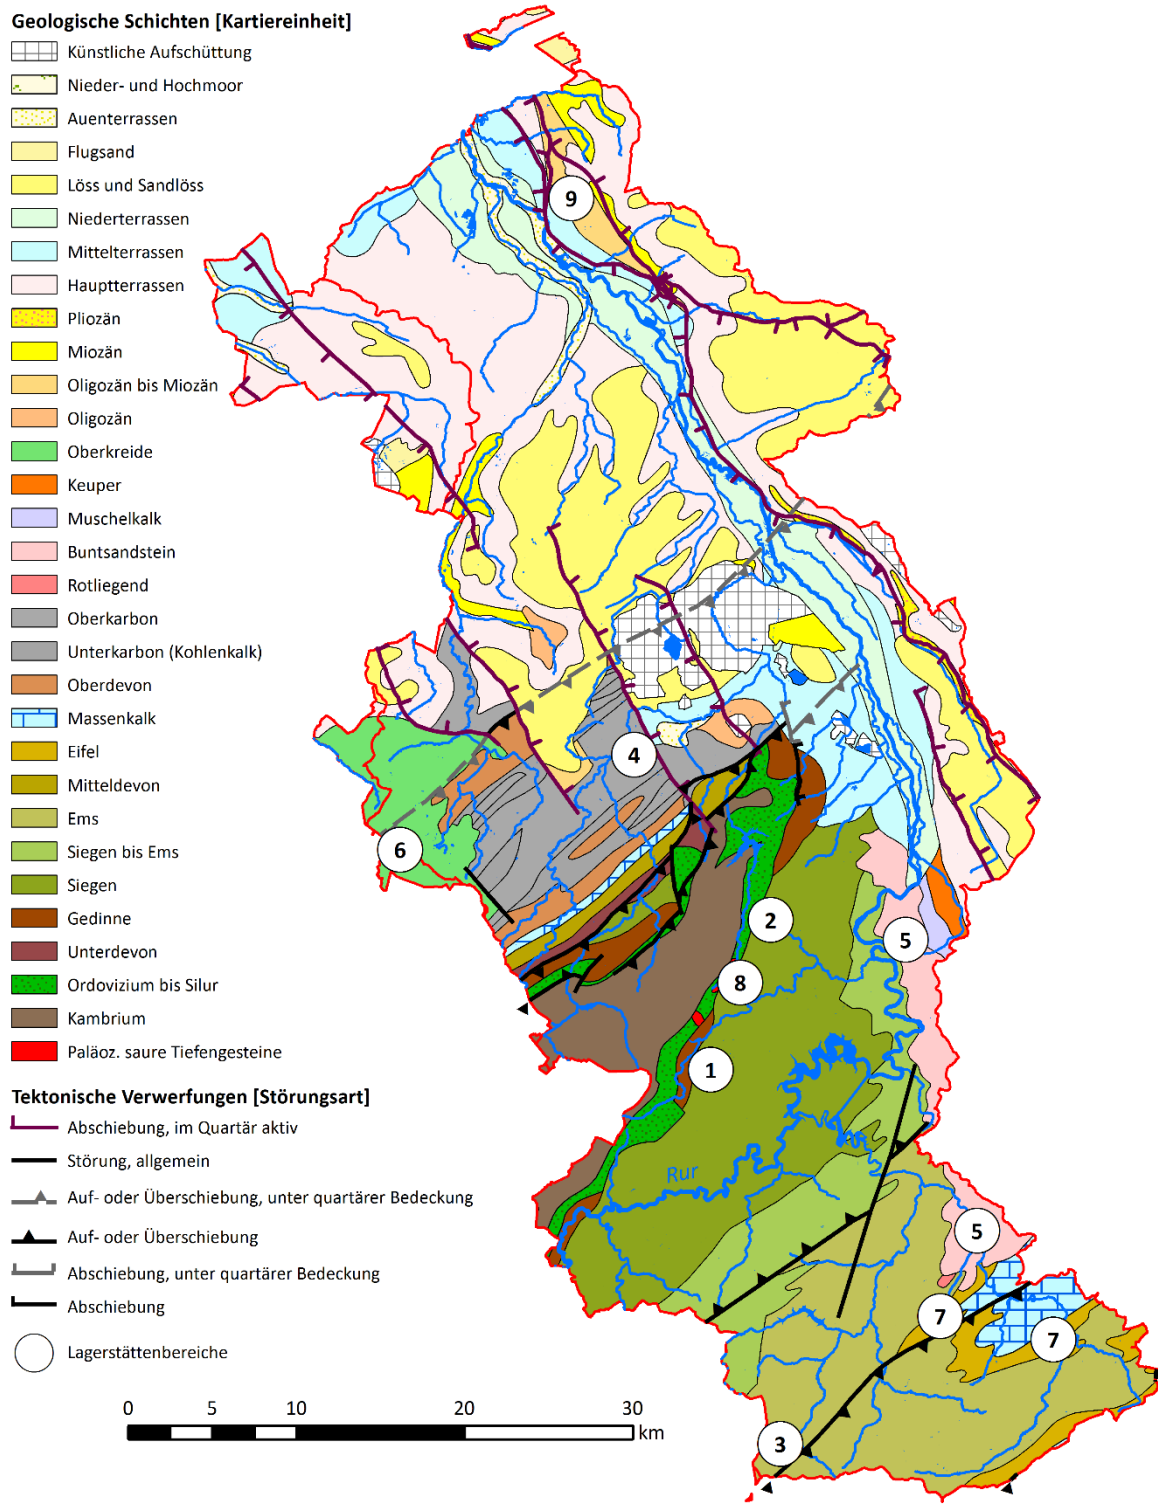 Geologische Schichten [Kartiereinheit]
Künstliche Aufschüttung
Nieder- und Hochmoor
Auenterrassen
Flugsand
Löss und Sandlöss
Niederterrassen
Mittelterrassen
Hauptterrassen
Pliozän
Miozän
Oligozän bis Miozän
Oligozän
Oberkreide
Keuper
Muschelkalk
Buntsandstein
Rotliegend
Oberkarbon
Unterkarbon (Kohlenkalk)
Oberdevon
Massenkalk
Eifel
Mitteldevon
Ems
Siegen bis Ems
Siegen
Gedinne
Unterdevon
Ordovizium bis Silur
Kambrium
Paläoz. saure Tiefengesteine
Tektonische Verwerfungen [Störungsart]
Abschiebung, im Quartär aktiv
Störung, allgemein
Auf- oder Überschiebung, unter quartärer Bedeckung
Auf- oder Überschiebung
Abschiebung, unter quartärer Bedeckung
Abschiebung
Lagerstättenbereiche
0 5 10 20 30
km
9
4
6
2
5
8
1
Rur
5
7
7
3